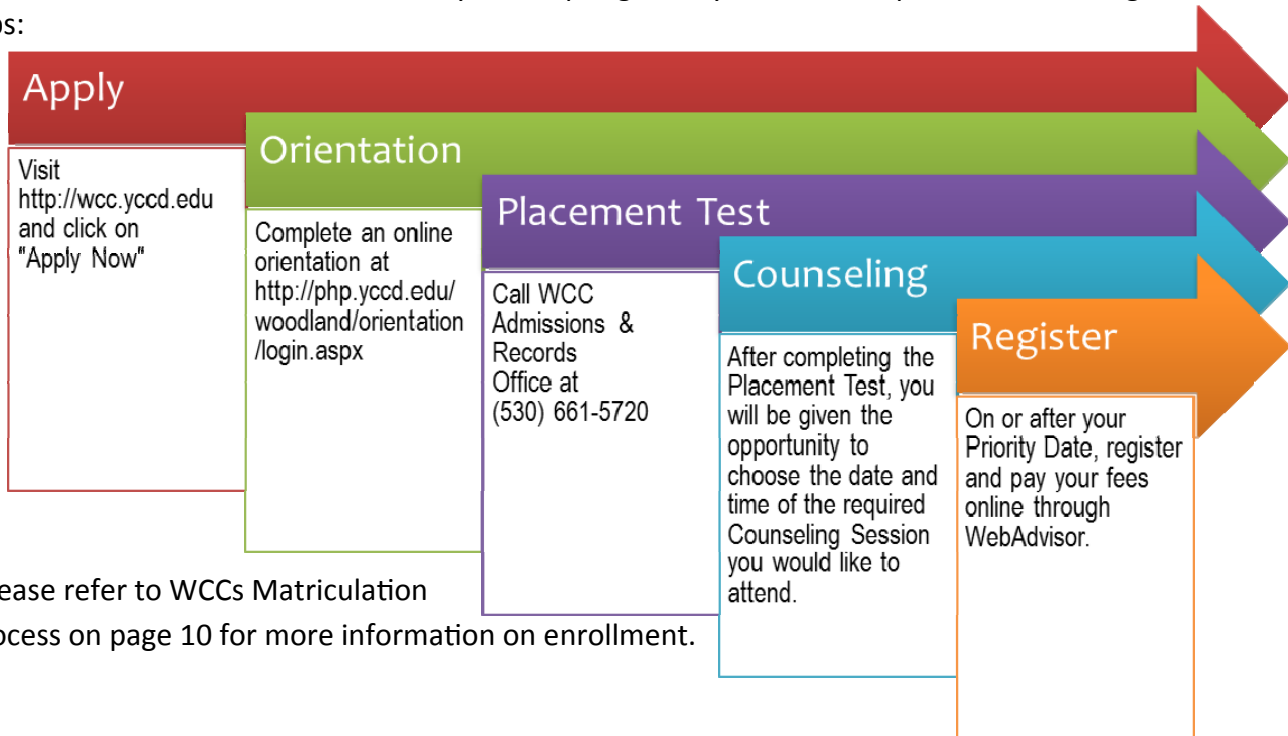 os:
Apply
Visit
http://wcc.yccd.edu
and click on
"Apply Now"
Orientation
Complete an online
orientation at
http://php.yccd.edu/
woodland/orientation
/login.aspx
Placement Test
Call WCC
Admissions &
Records
Office at
(530) 661-5720
Counseling
After completing the
Placement Test, you
will be given the
opportunity to
choose the date and
time of the required
Counseling Session
you would like to
attend.
Register
On or after your
Priority Date, register
and pay your fees
online through
WebAdvisor.
ease refer to WCCs Matriculation
ocess on page 10 for more information on enrollment.